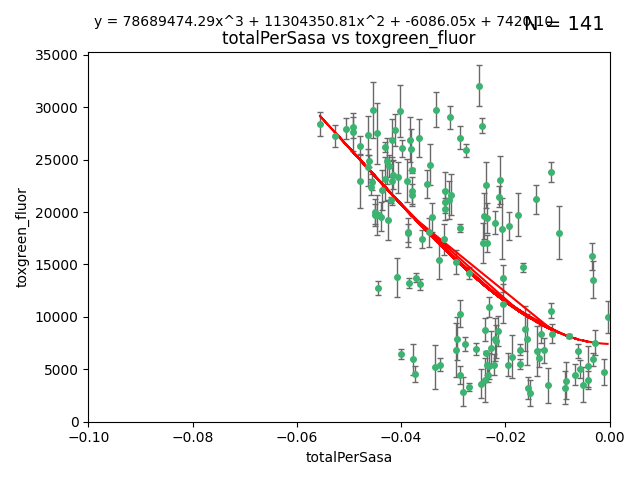 y = 78689474.29x^3 + 11304350.81x^2 + -6086.05x + 7420.10
N = 141
totalPerSasa vs toxgreen_fluor
35000
30000
25000
20000
15000
10000
5000
0
toxgreen_fluor
−0.10
−0.08
−0.06
−0.04
−0.02
0.00
totalPerSasa